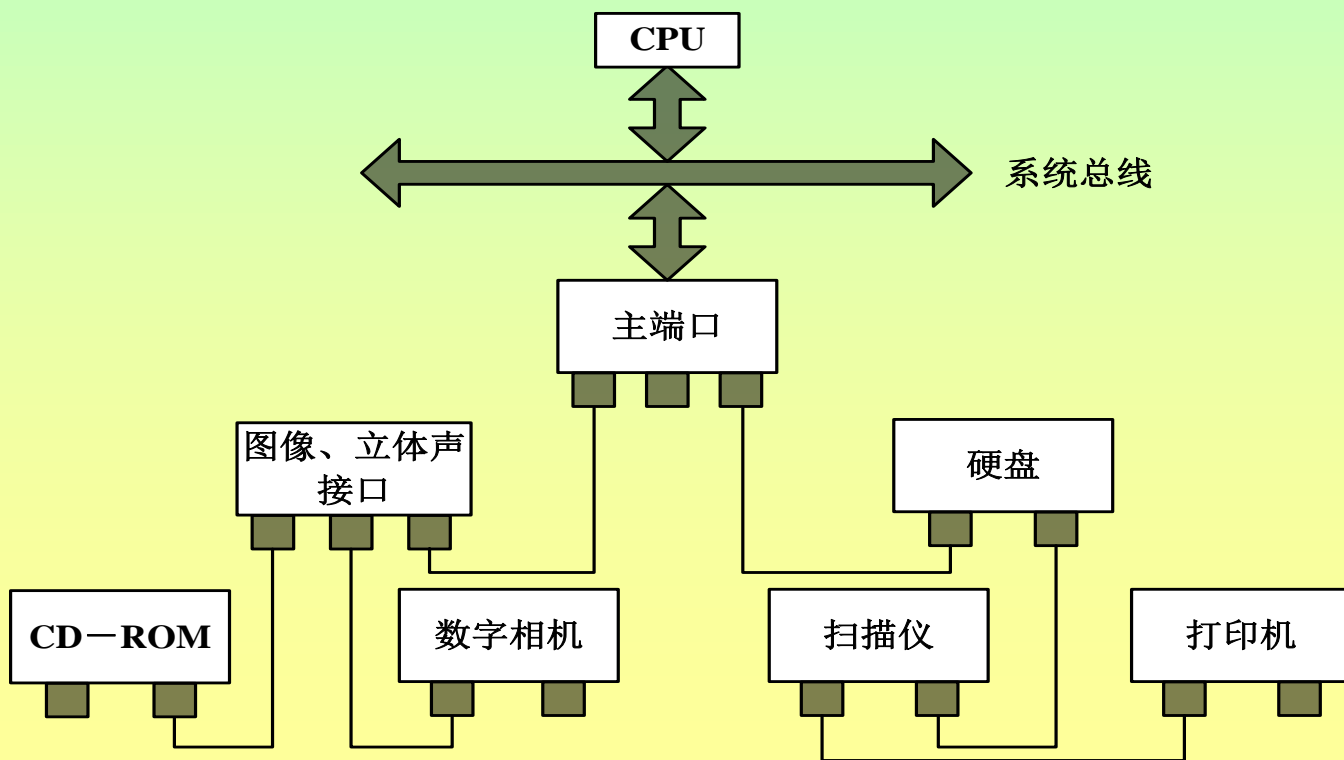 CPU
系统总线
主端口
图像、立体声
接口
硬盘
CD－ROM
数字相机
扫描仪
打印机